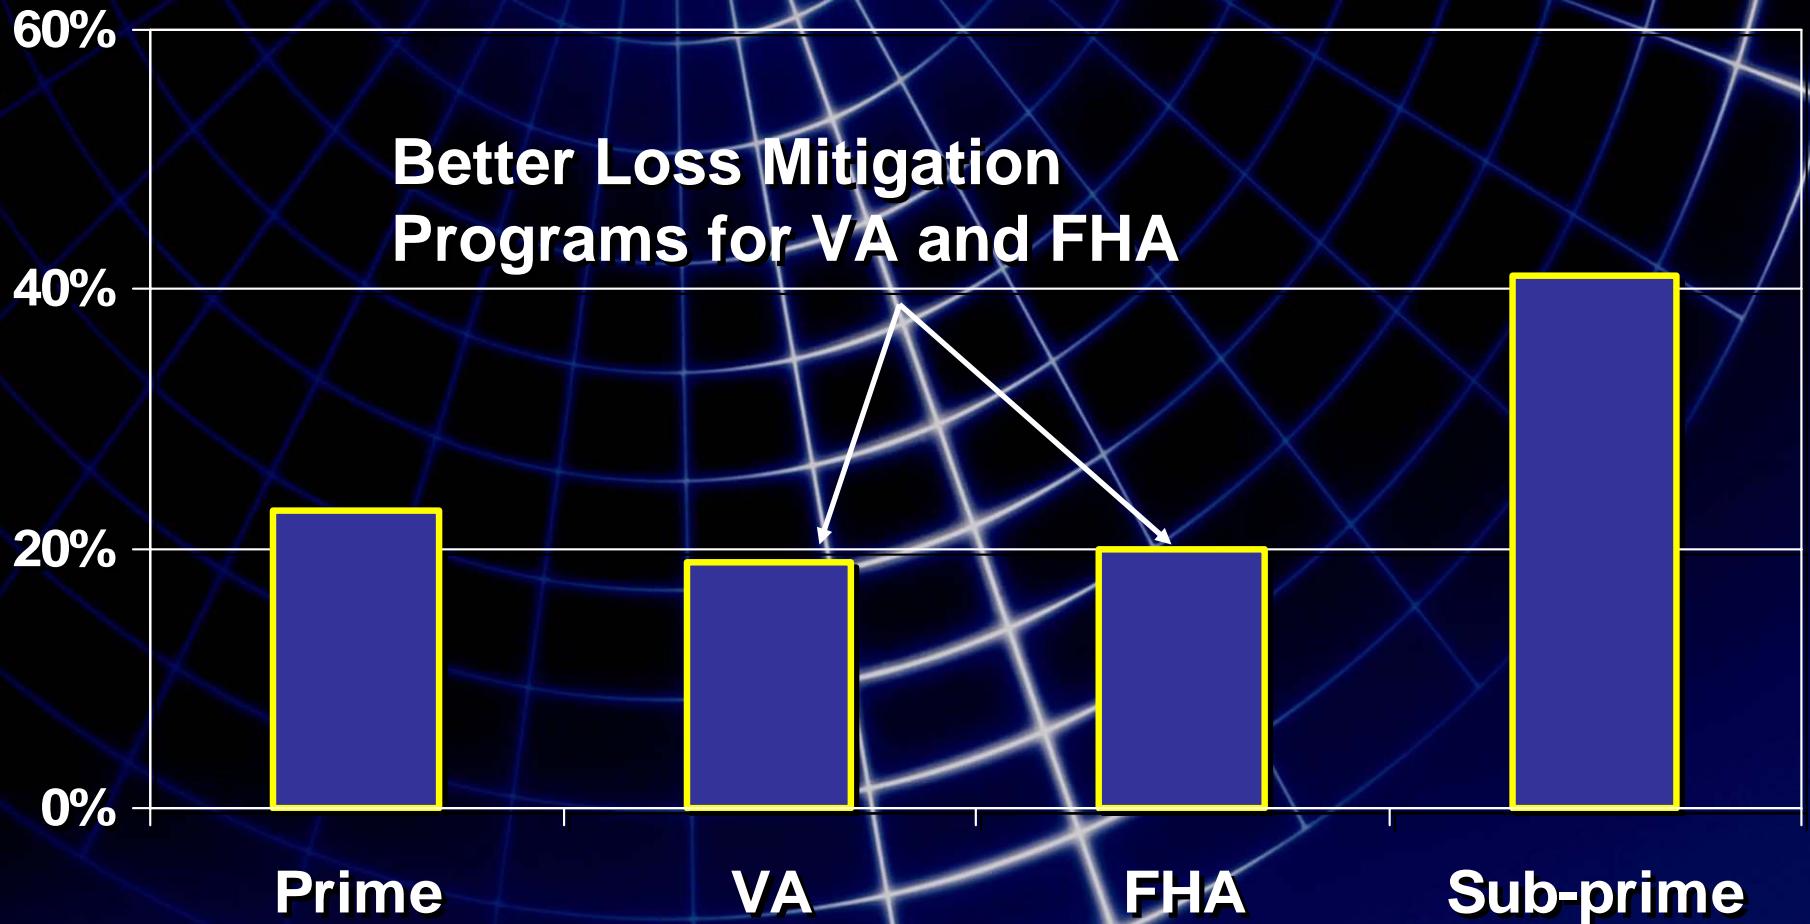 60%
Better Loss Mitigation
Programs for VA and FHA
40%
20%
0%
Prime VA FHA Sub-prime